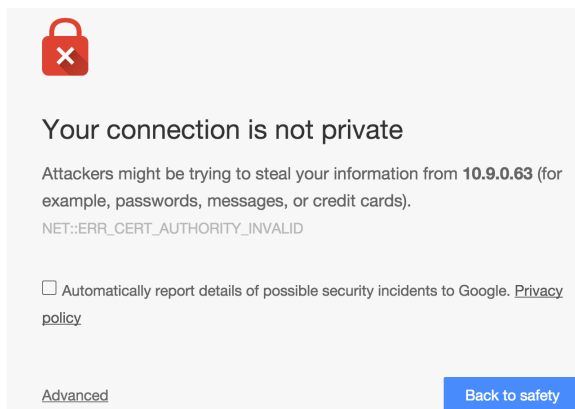 Your connection is not private
Attackers might be trying to steal your information from 10.9.0.63 (for
example, passwords, messages, or credit cards).
NET::ERR_CERT_AUTHORITY_INVALID
Automatically report details of possible security incidents to Google. Privacy
policy
Advanced
Back to safety